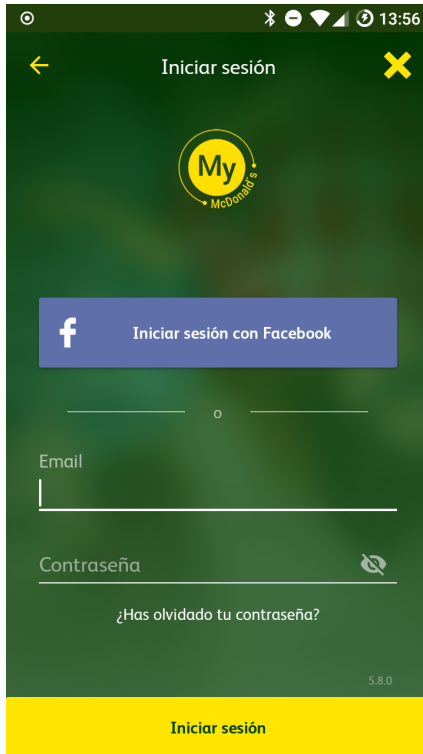 13:56
Iniciar sesión
My
McDonald's
Iniciar sesión con Facebook
o
Email
Contraseña
¿Has olvidado tu contraseña?
5.8.0
Iniciar sesión